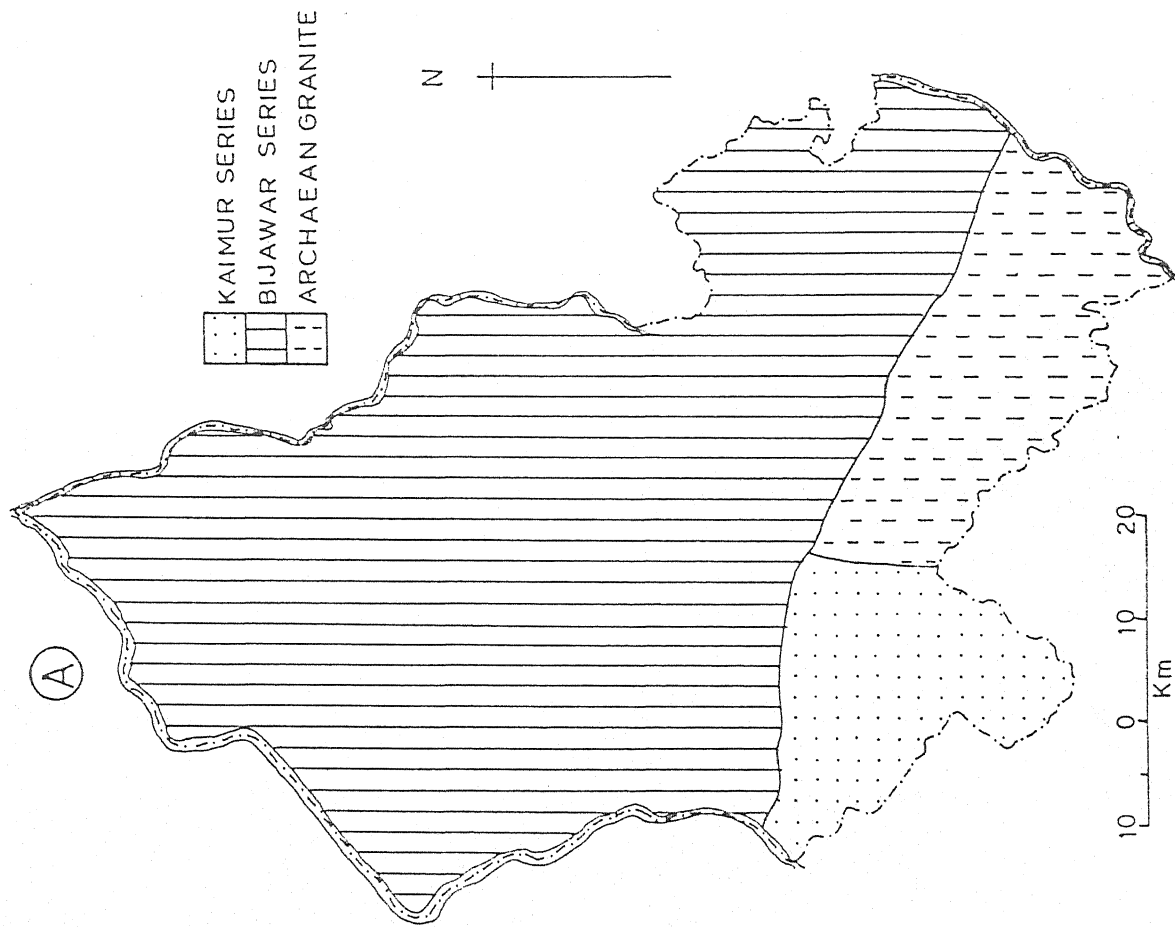 A
KAIMUR SERIES
BIJAWAR SERIES
ARCHAEAN GRANITE
N
10 0 10 20
Km